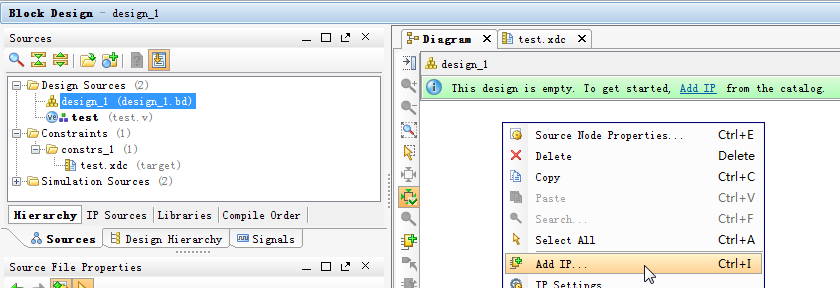 Block Design - design_1
Sources
Design Sources (2)
design_1 (design_1.bd)
test (test.v)
Constraints (1)
constrs_1
test.xdc (target)
Simulation Sources (2)
Hierarchy IP Sources Libraries Compile Order
Sources Design Hierarchy Signals
Source File Properties
Diagram test.xdc
design_1
This design is empty. To get started, Add IP from the catalog.
Source Node Properties... Ctrl+E
Delete Delete
Copy Ctrl+C
Paste Ctrl+V
Search... Ctrl+F
Select All Ctrl+A
Add IP... Ctrl+I
IP Settings